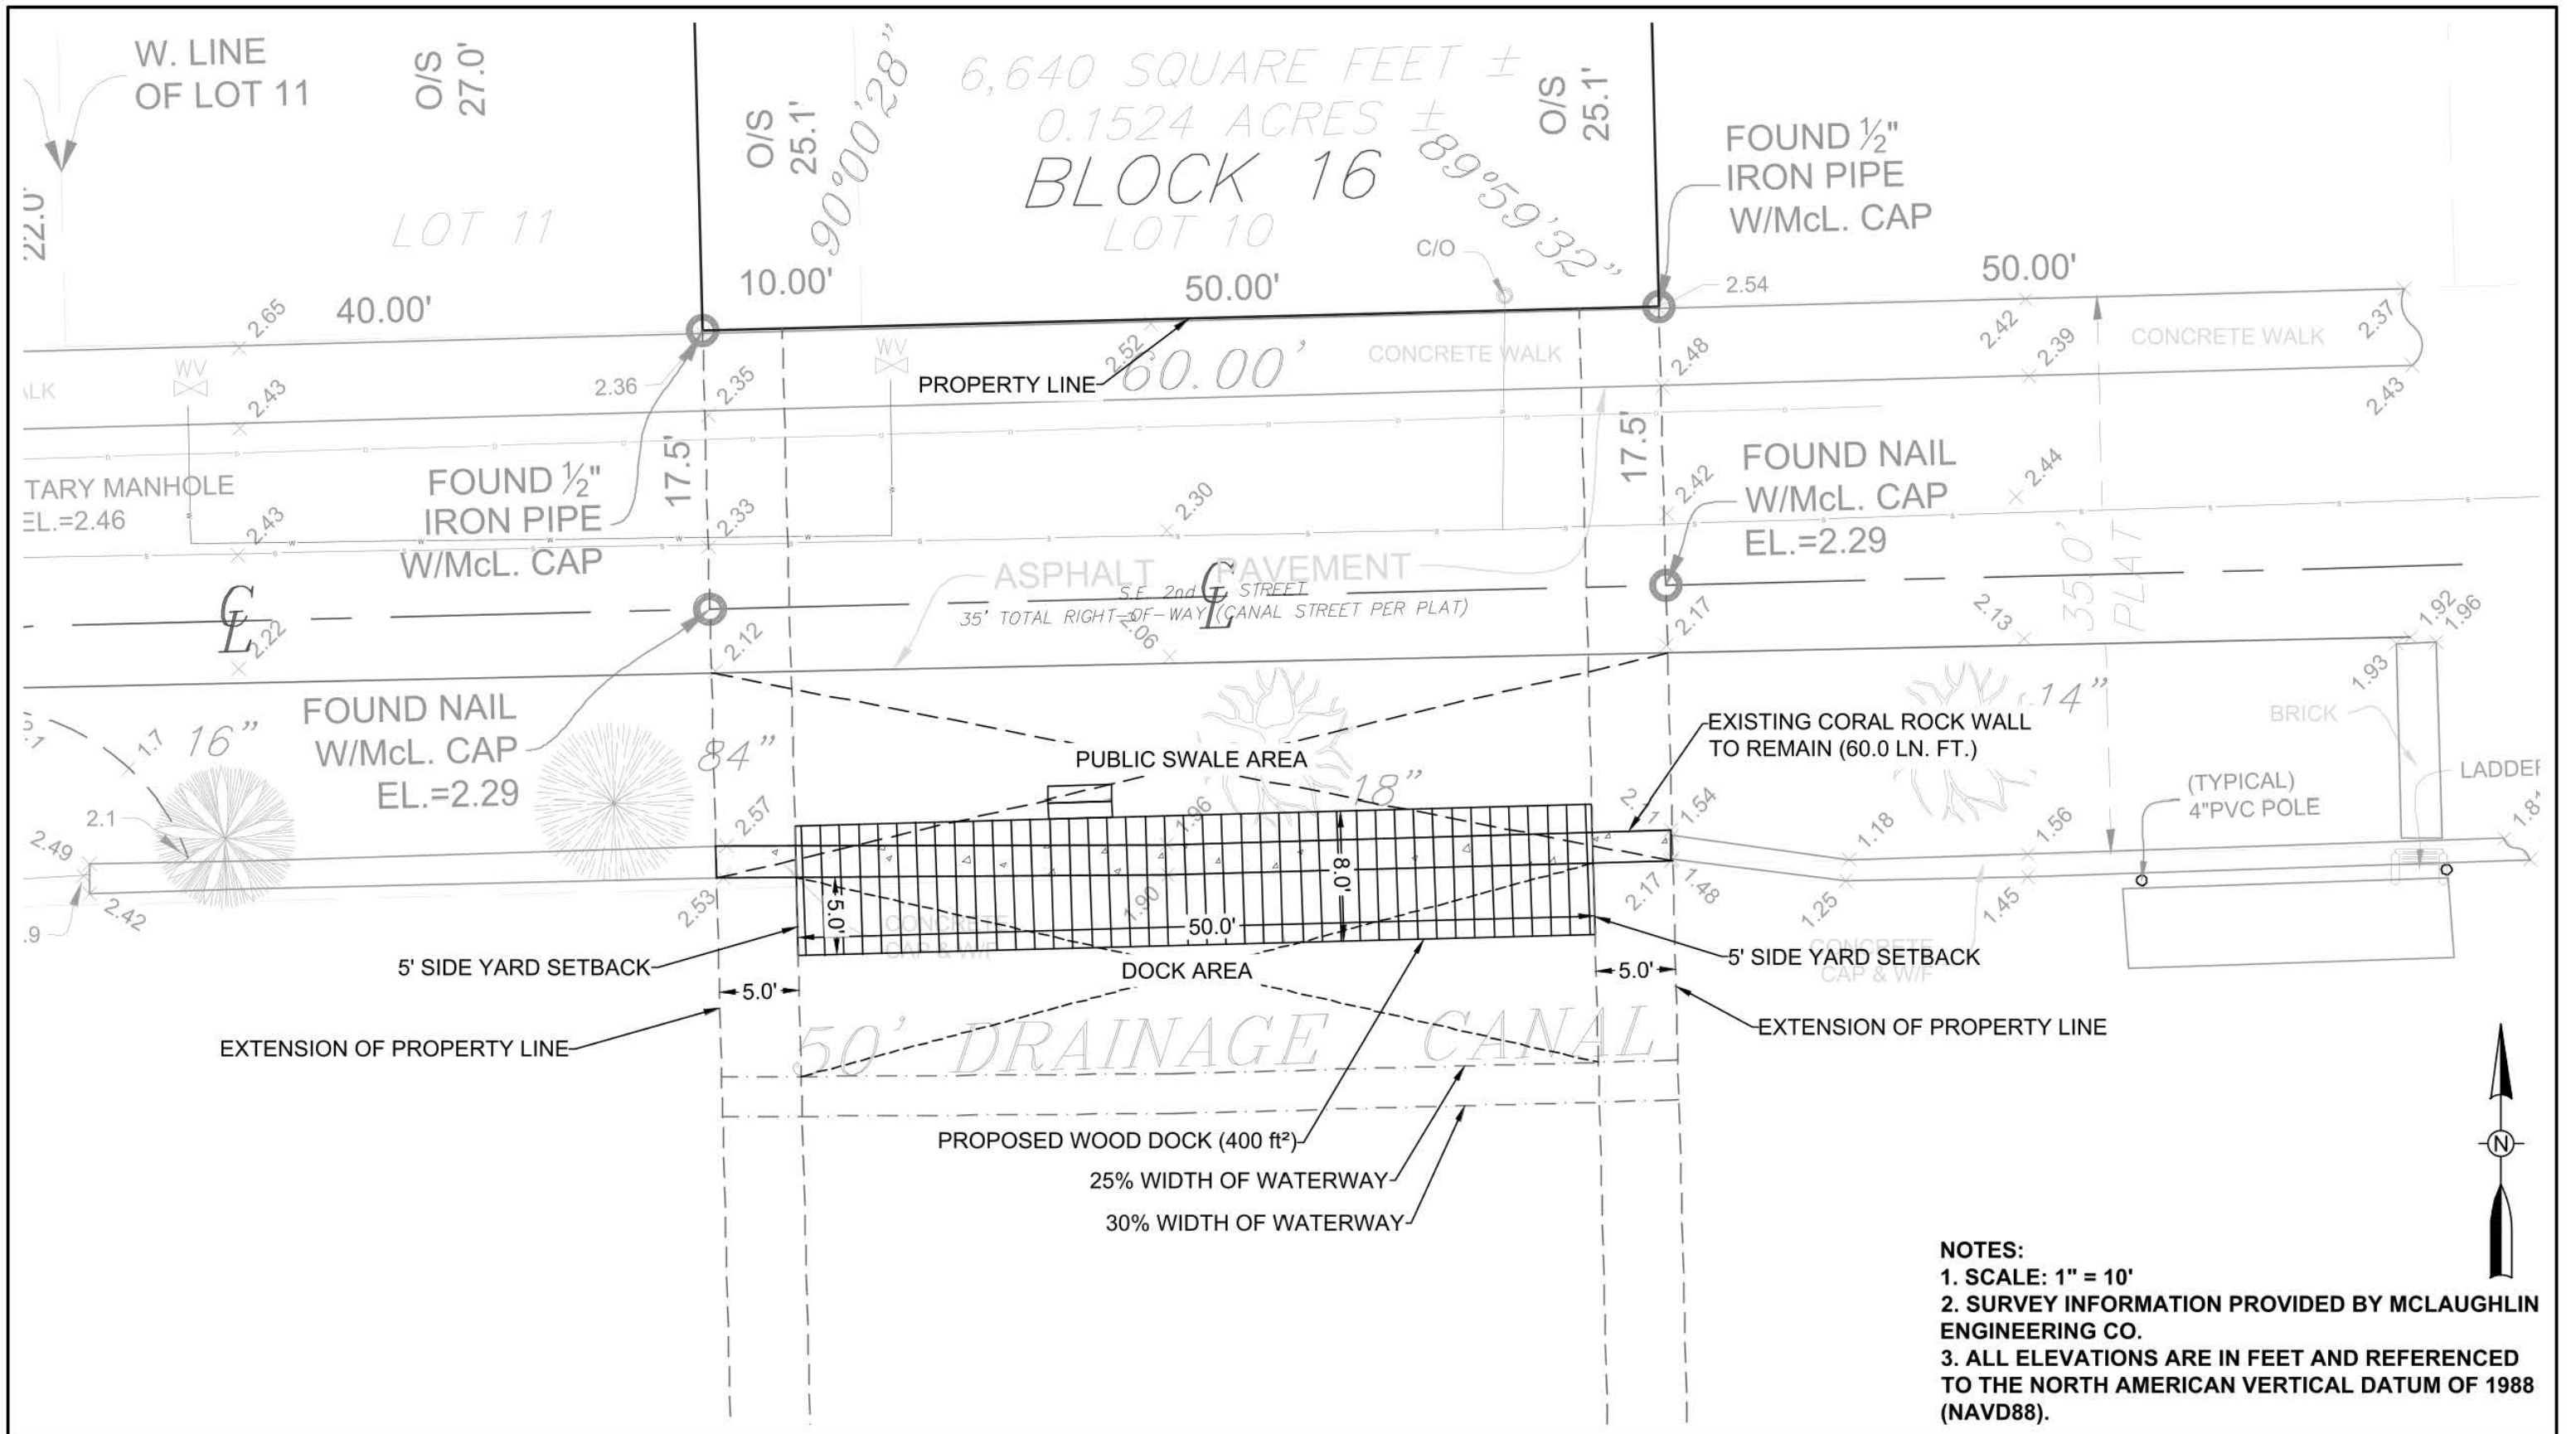 W. LINE
OF LOT 11
O/S
27.0'
O/S
25.1'
90°00'28"
6,640 SQUARE FEET ±
0.1524 ACRES ±
BLOCK 16
LOT 10
89°59'32"
O/S
25.1'
FOUND ½"
IRON PIPE
W/McL. CAP
22.0'
LOT 11
C/O
10.00'
50.00'
50.00'
40.00'
2.54
2.65
2.42
2.37
WV
WV
2.52
60.00'
CONCRETE WALK
2.48
2.39
CONCRETE WALK
PROPERTY LINE
ALK
2.43
2.36
2.35
2.43
17.5'
17.5'
TARY MANHOLE
EL.=2.46
FOUND ½"
IRON PIPE
W/McL. CAP
2.43
2.33
2.30
2.42
FOUND NAIL
W/McL. CAP
EL.=2.29
2.44
ASPHALT PAVEMENT
S.E. 2nd STREET
35' TOTAL RIGHT-OF-WAY (CANAL STREET PER PLAT)
35.0'
PLAT
2.22
2.12
2.06
2.17
2.13
1.92
1.96
1.93
FOUND NAIL
W/McL. CAP
EL.=2.29
16"
1.7
84"
14"
BRICK
PUBLIC SWALE AREA
18"
EXISTING CORAL ROCK WALL
TO REMAIN (60.0 LN. FT.)
(TYPICAL)
4"PVC POLE
LADDER
2.1
2.49
2.42
2.57
2.53
1.96
1.90
1.54
2.17
1.48
1.18
1.25
1.56
1.45
5.0'
8.0'
50.0'
CONCRETE
CAP & W/F
CONCRETE
CAP & W/F
5' SIDE YARD SETBACK
5' SIDE YARD SETBACK
DOCK AREA
5.0'
5.0'
EXTENSION OF PROPERTY LINE
EXTENSION OF PROPERTY LINE
50' DRAINAGE CANAL
PROPOSED WOOD DOCK (400 ft²)
25% WIDTH OF WATERWAY
30% WIDTH OF WATERWAY
N
NOTES:
1. SCALE: 1" = 10'
2. SURVEY INFORMATION PROVIDED BY MCLAUGHLIN
ENGINEERING CO.
3. ALL ELEVATIONS ARE IN FEET AND REFERENCED
TO THE NORTH AMERICAN VERTICAL DATUM OF 1988
(NAVD88).